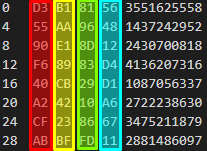 0 D3 B1 81 56 3551625558
4 55 AA 96 48 1437242952
8 90 E1 8D 12 2430700818
12 F6 89 83 D4 4136207316
16 40 CB 29 D1 1087056337
20 A2 42 10 A6 2722238630
24 CF 23 86 67 3475211879
28 AB BF FD 11 2881486097